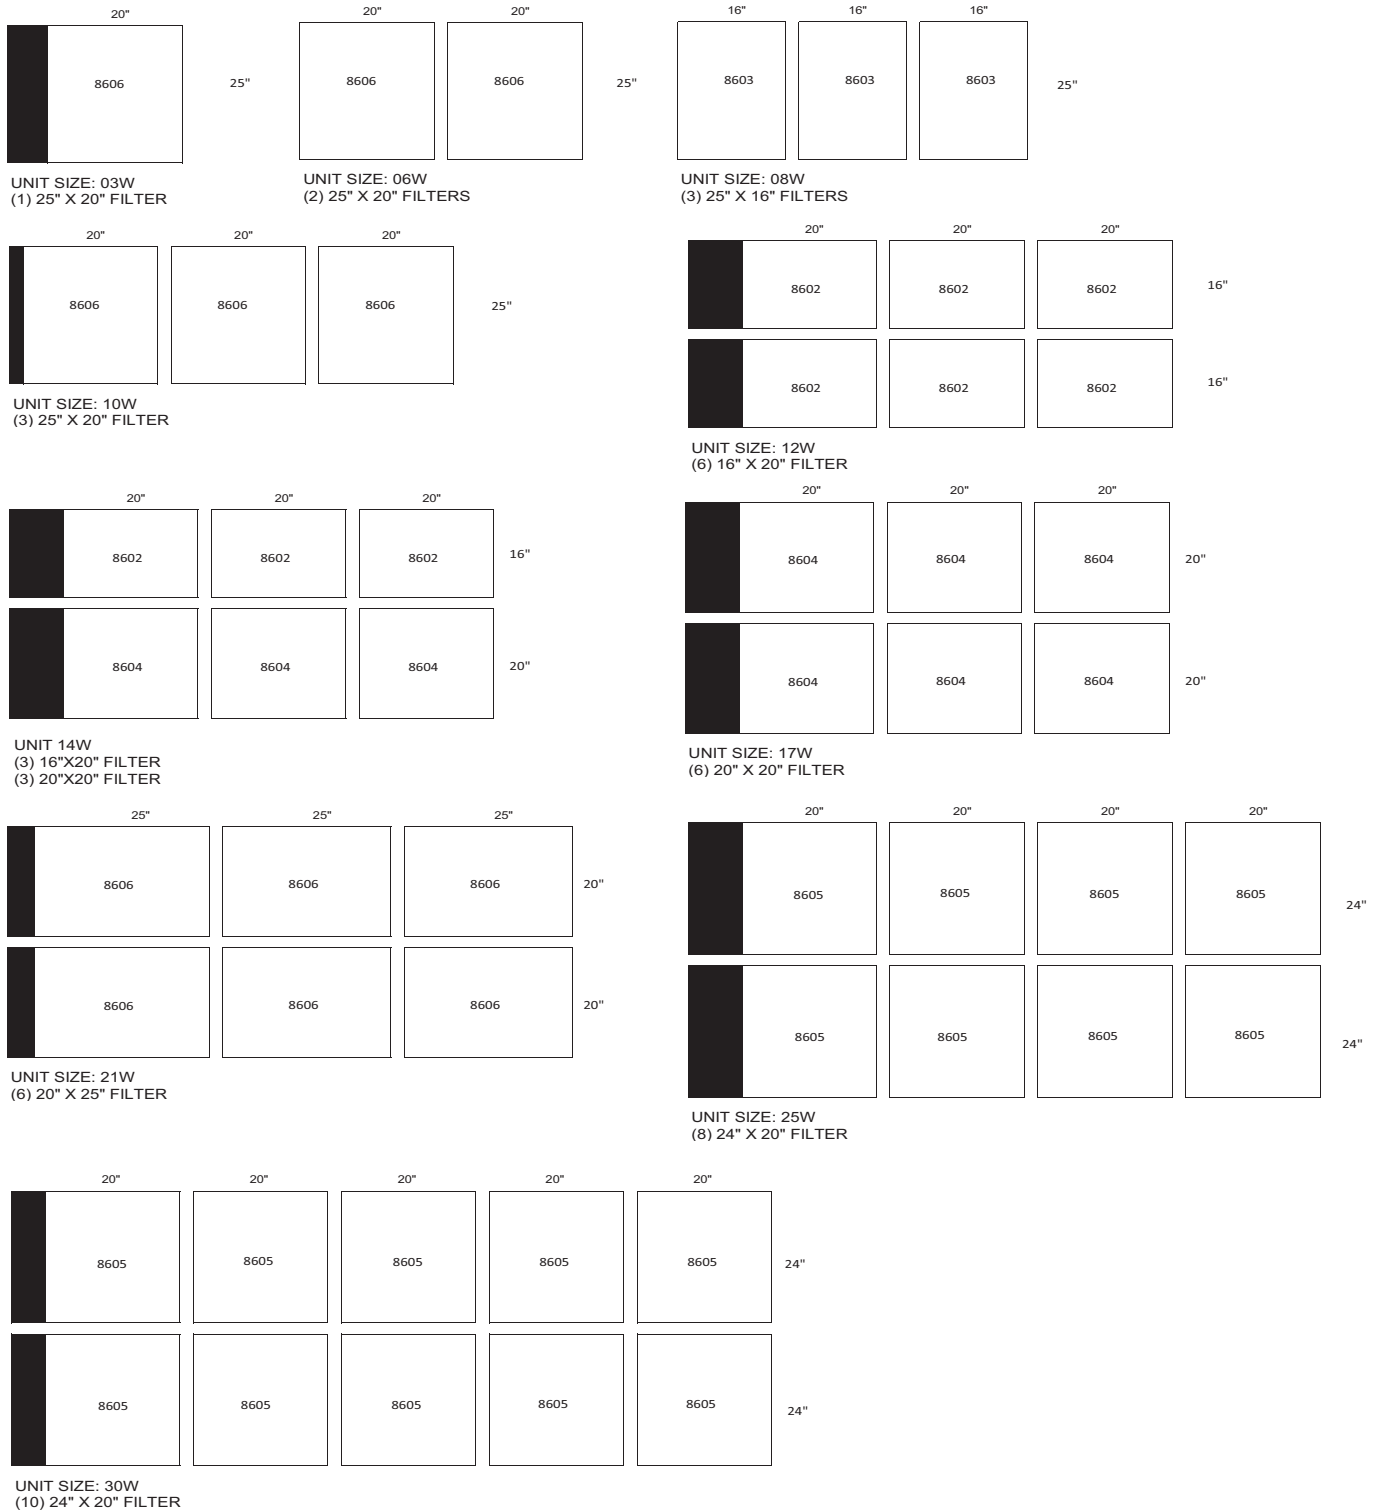 20"
8606
25"
UNIT SIZE: 03W
(1) 25" X 20" FILTER
20" 20"
8606 8606
25"
UNIT SIZE: 06W
(2) 25" X 20" FILTERS
16" 16" 16"
8603 8603 8603
25"
UNIT SIZE: 08W
(3) 25" X 16" FILTERS
20" 20" 20"
8606 8606 8606
25"
UNIT SIZE: 10W
(3) 25" X 20" FILTER
20" 20" 20"
8602 8602 8602
16"
8602 8602 8602
16"
UNIT SIZE: 12W
(6) 16" X 20" FILTER
20" 20" 20"
8602 8602 8602
16"
8604 8604 8604
20"
UNIT 14W
(3) 16"X20" FILTER
(3) 20"X20" FILTER
20" 20" 20"
8604 8604 8604
20"
8604 8604 8604
20"
UNIT SIZE: 17W
(6) 20" X 20" FILTER
25" 25" 25"
8606 8606 8606
20"
8606 8606 8606
20"
UNIT SIZE: 21W
(6) 20" X 25" FILTER
20" 20" 20" 20"
8605 8605 8605 8605
24"
8605 8605 8605 8605
24"
UNIT SIZE: 25W
(8) 24" X 20" FILTER
20" 20" 20" 20" 20"
8605 8605 8605 8605 8605
24"
8605 8605 8605 8605 8605
24"
UNIT SIZE: 30W
(10) 24" X 20" FILTER